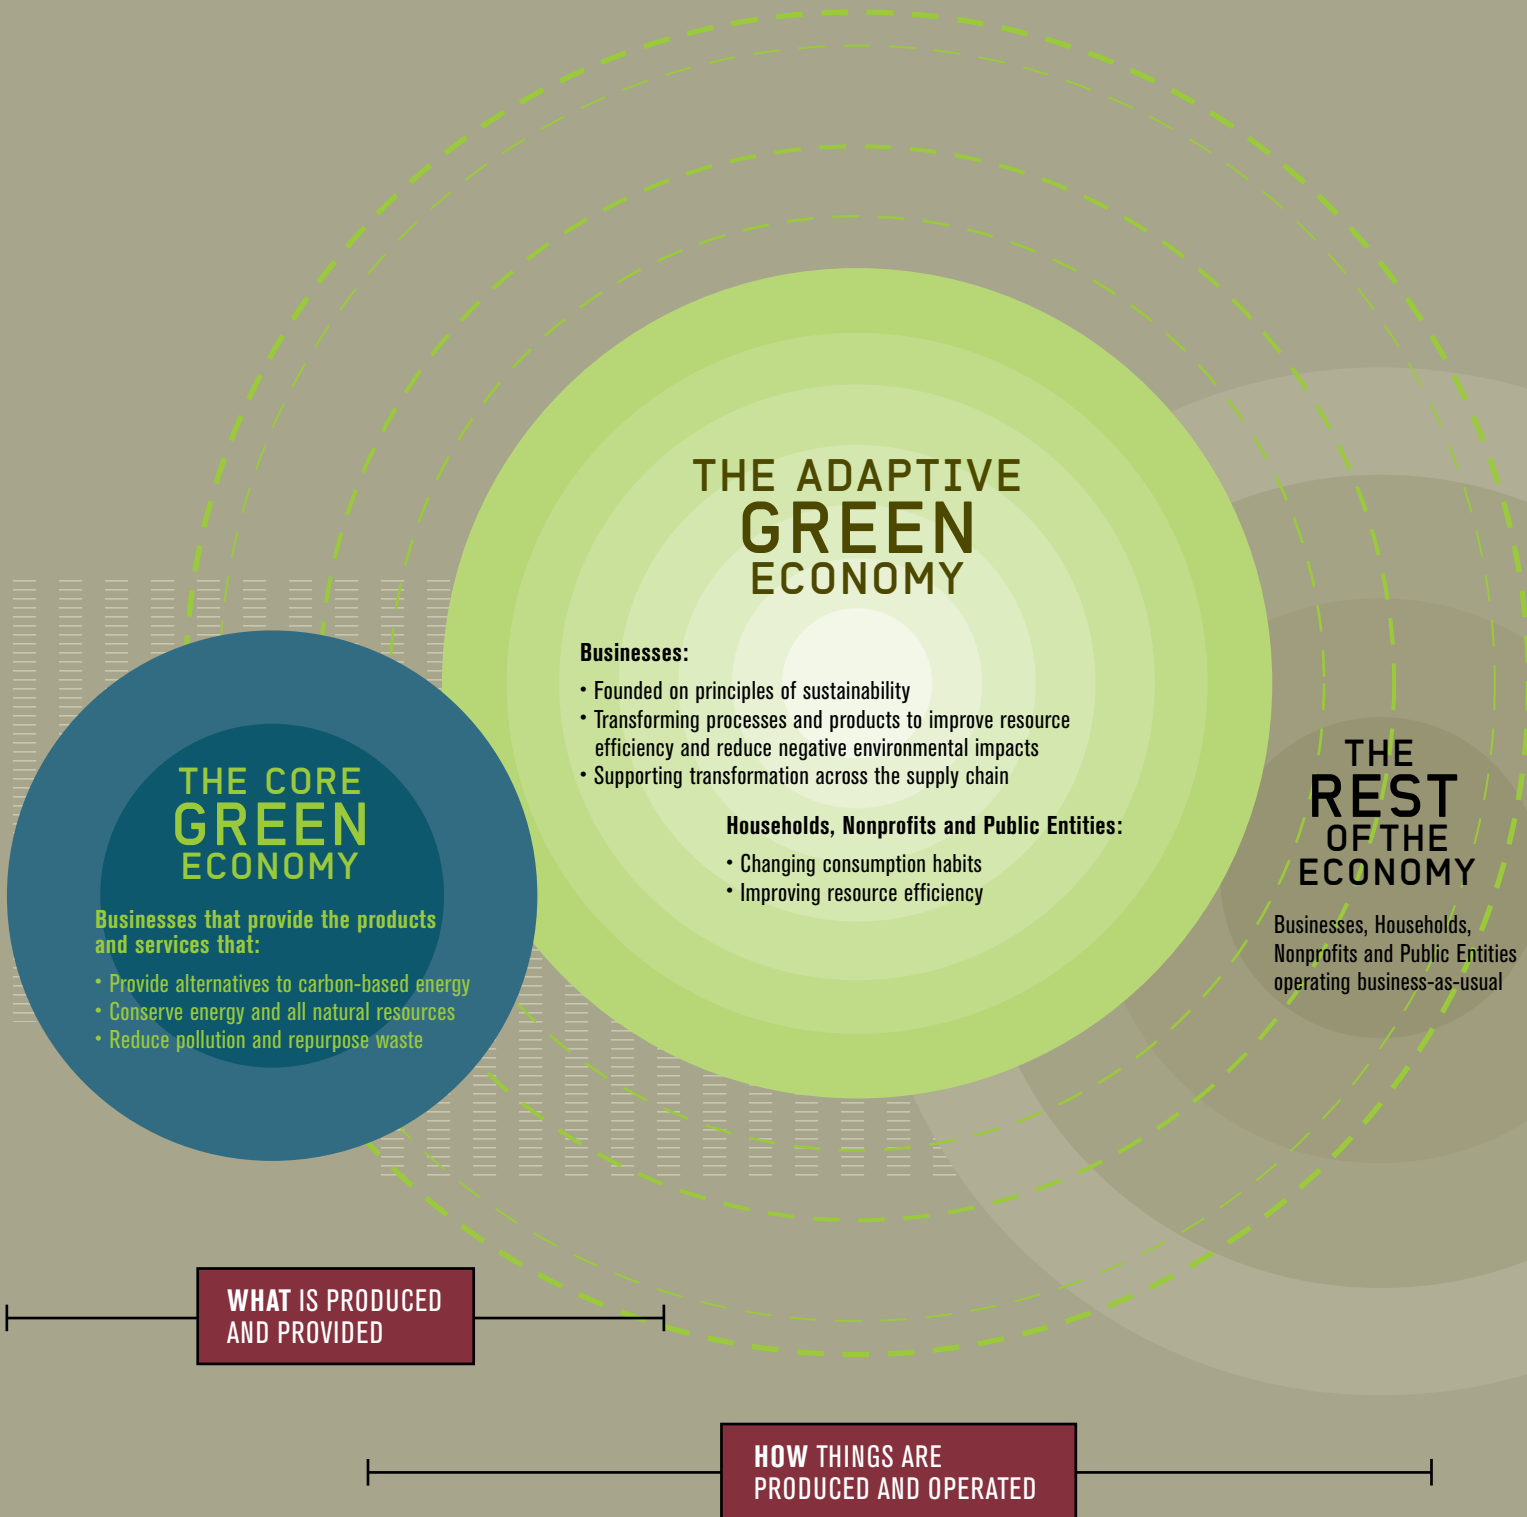 THE ADAPTIVE
GREEN
ECONOMY
Businesses:
• Founded on principles of sustainability
• Transforming processes and products to improve resource
efficiency and reduce negative environmental impacts
• Supporting transformation across the supply chain
Households, Nonprofits and Public Entities:
• Changing consumption habits
• Improving resource efficiency
THE CORE
GREEN
ECONOMY
Businesses that provide the products
and services that:
• Provide alternatives to carbon-based energy
• Conserve energy and all natural resources
• Reduce pollution and repurpose waste
THE
REST
OF THE
ECONOMY
Businesses, Households,
Nonprofits and Public Entities
operating business-as-usual
WHAT IS PRODUCED
AND PROVIDED
HOW THINGS ARE
PRODUCED AND OPERATED